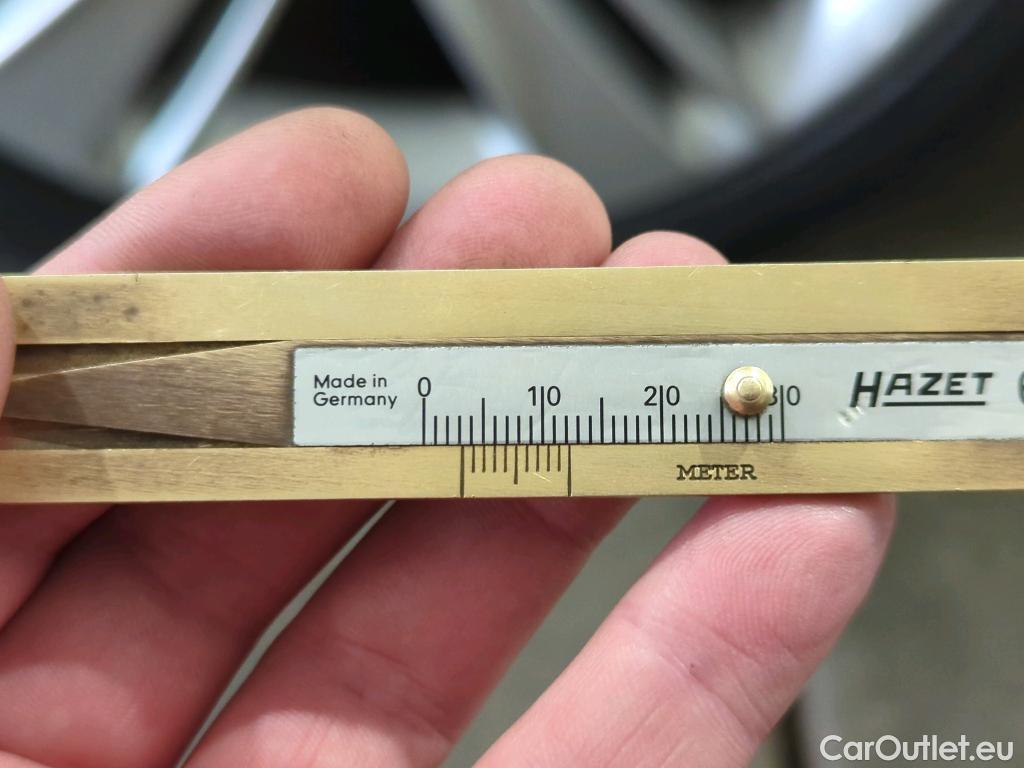 Made in
Germany
0 10 20 30
HAZET
METER
CarOutlet.eu